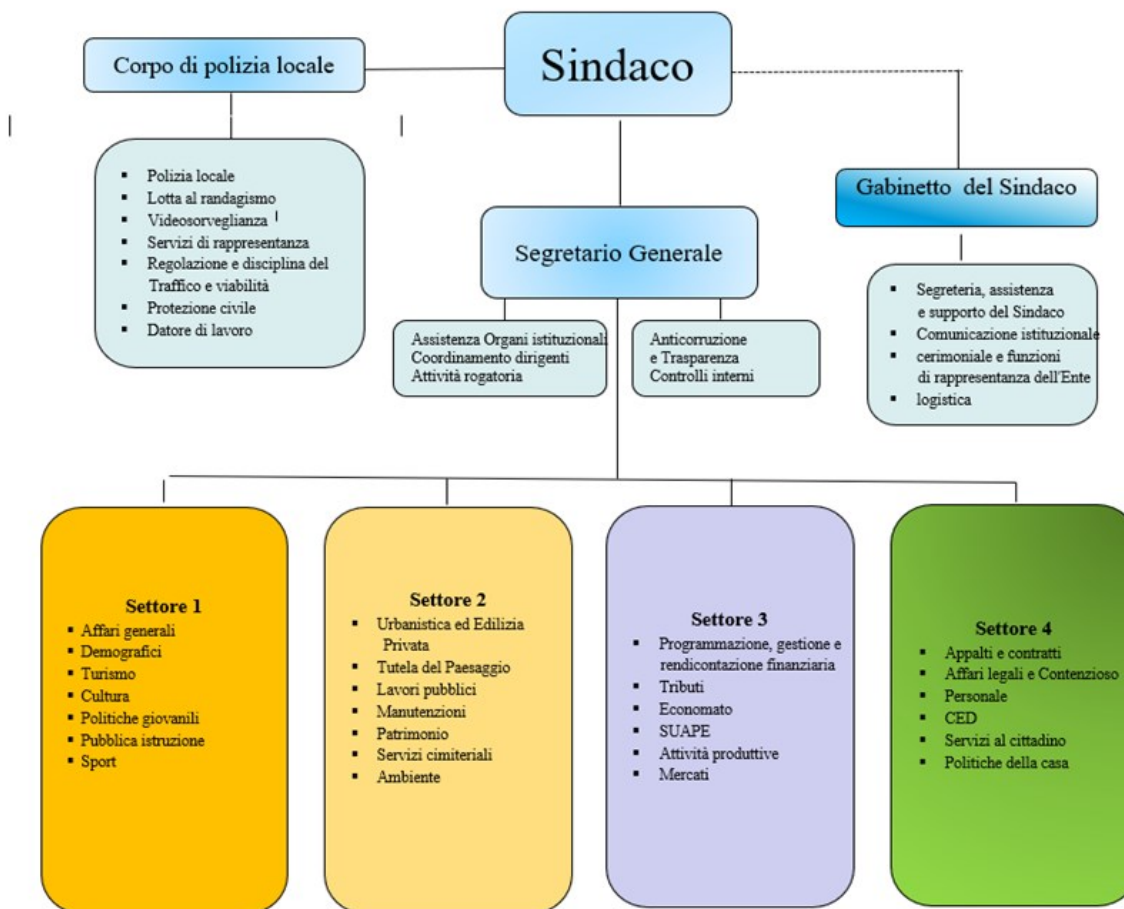 Corpo di polizia locale
Sindaco
▪ Polizia locale
▪ Lotta al randagismo
▪ Videosorveglianza
▪ Servizi di rappresentanza
▪ Regolazione e disciplina del
Traffico e viabilità
▪ Protezione civile
▪ Datore di lavoro
Segretario Generale
Assistenza Organi istituzionali
Coordinamento dirigenti
Attività rogatoria
Anticorruzione
e Trasparenza
Controlli interni
Gabinetto del Sindaco
▪ Segreteria, assistenza
e supporto del Sindaco
▪ Comunicazione istituzionale
▪ cerimoniale e funzioni
di rappresentanza dell'Ente
▪ logistica
Settore 1
▪ Affari generali
▪ Demografici
▪ Turismo
▪ Cultura
▪ Politiche giovanili
▪ Pubblica istruzione
▪ Sport
Settore 2
▪ Urbanistica ed Edilizia
Privata
▪ Tutela del Paesaggio
▪ Lavori pubblici
▪ Manutenzioni
▪ Patrimonio
▪ Servizi cimiteriali
▪ Ambiente
Settore 3
▪ Programmazione, gestione e
rendicontazione finanziaria
▪ Tributi
▪ Economato
▪ SUAPE
▪ Attività produttive
▪ Mercati
Settore 4
▪ Appalti e contratti
▪ Affari legali e Contenzioso
▪ Personale
▪ CED
▪ Servizi al cittadino
▪ Politiche della casa